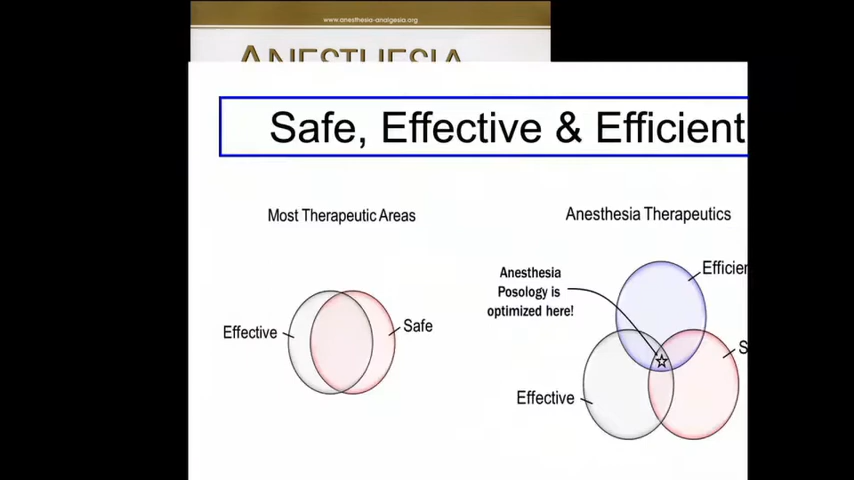 www.anesthesia-analgesia.org
ANESTHESIA
Safe, Effective & Efficient
Most Therapeutic Areas
Anesthesia Therapeutics
Anesthesia
Posology is
optimized here!
Effective
Safe
Effective